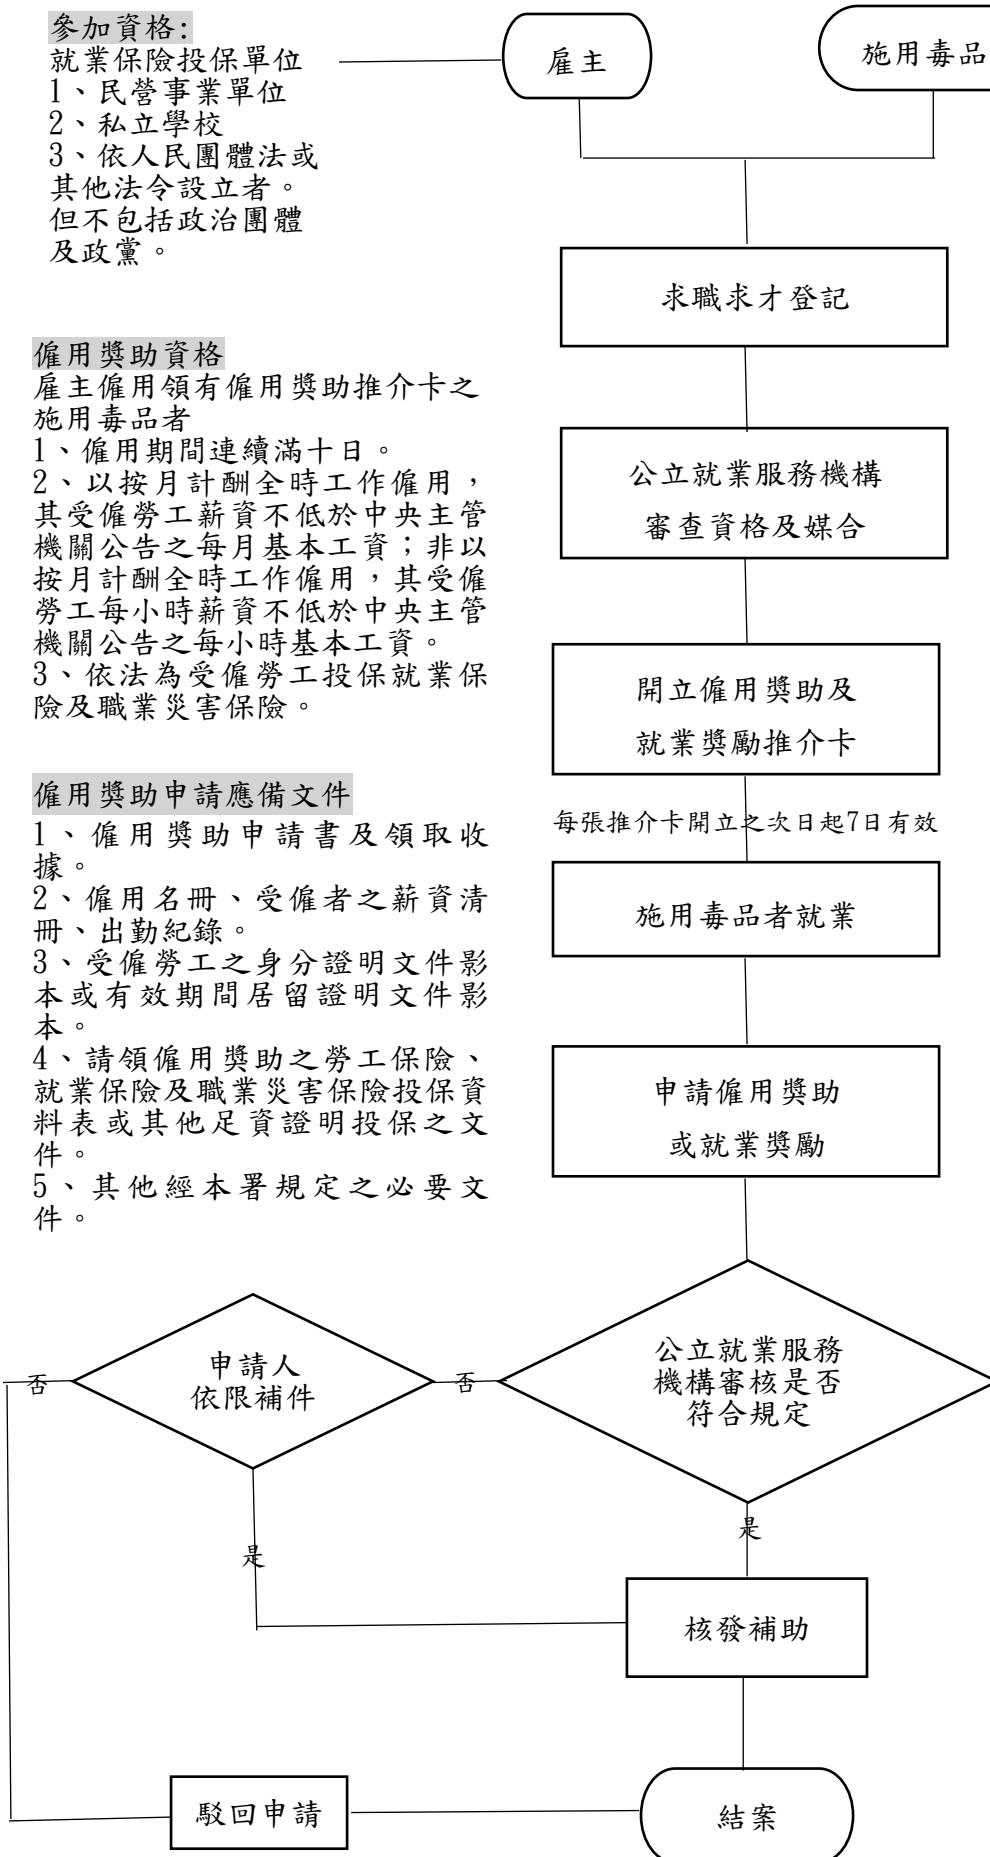 參加資格:
就業保險投保單位
1、民營事業單位
2、私立學校
3、依人民團體法或
其他法令設立者。
但不包括政治團體
及政黨。
雇主
施用毒品
求職求才登記
僱用獎助資格
雇主僱用領有僱用獎助推介卡之
施用毒品者
1、僱用期間連續滿十日。
2、以按月計酬全時工作僱用，
其受僱勞工薪資不低於中央主管
機關公告之每月基本工資；非以
按月計酬全時工作僱用，其受僱
勞工每小時薪資不低於中央主管
機關公告之每小時基本工資。
3、依法為受僱勞工投保就業保
險及職業災害保險。
公立就業服務機構
審查資格及媒合
開立僱用獎助及
就業獎勵推介卡
每張推介卡開立之次日起7日有效
僱用獎助申請應備文件
1、僱用獎助申請書及領取收
據。
2、僱用名冊、受僱者之薪資清
冊、出勤紀錄。
3、受僱勞工之身分證明文件影
本或有效期間居留證明文件影
本。
4、請領僱用獎助之勞工保險、
就業保險及職業災害保險投保資
料表或其他足資證明投保之文
件。
5、其他經本署規定之必要文
件。
施用毒品者就業
申請僱用獎助
或就業獎勵
公立就業服務
機構審核是否
符合規定
否
申請人
依限補件
否
是
是
核發補助
駁回申請
結案